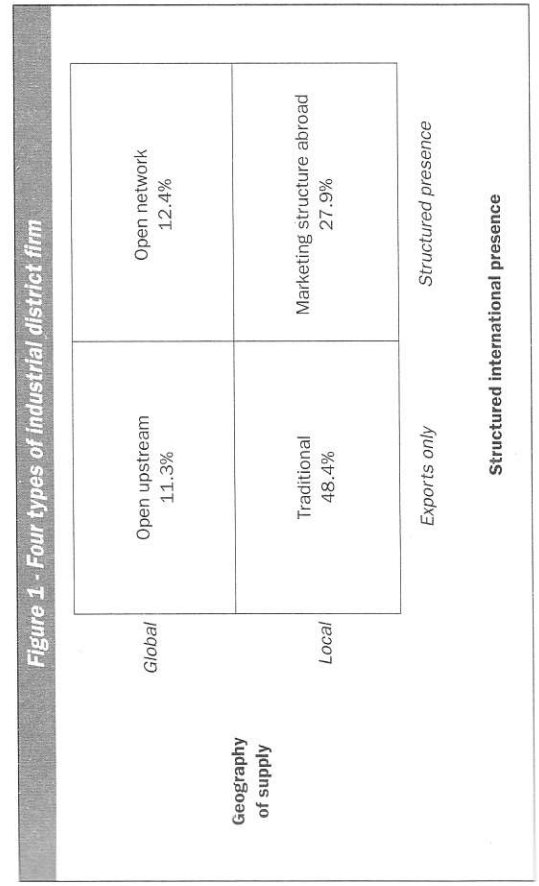 Figure 1 - Four types of industrial district firm
Geography
of supply
Global
Open upstream
11.3%
Open network
12.4%
Local
Traditional
48.4%
Marketing structure abroad
27.9%
Exports only
Structured presence
Structured international presence